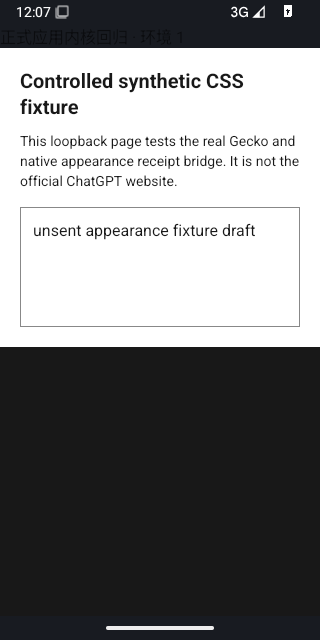 12:07
3G
正式应用内核回归 · 环境 1
Controlled synthetic CSS
fixture
This loopback page tests the real Gecko and
native appearance receipt bridge. It is not the
official ChatGPT website.
unsent appearance fixture draft